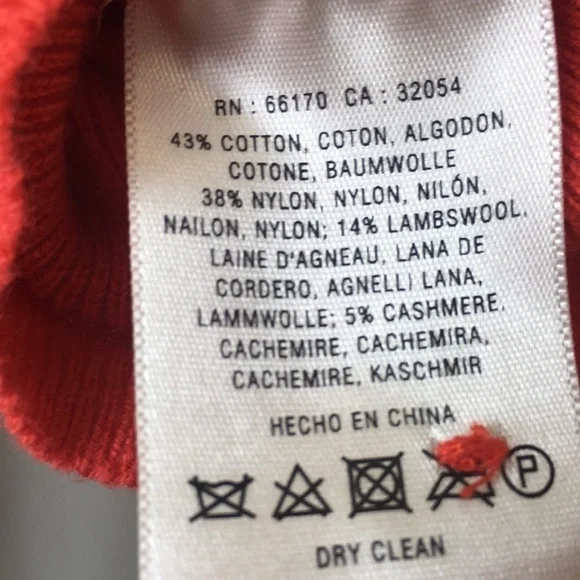 RN : 66170 CA : 32054
43% COTTON, COTON, ALGODON,
COTONE, BAUMWOLLE
38% NYLON, NYLON, NILÓN,
NAILON, NYLON; 14% LAMBSWOOL,
LAINE D'AGNEAU, LANA DE
CORDERO, AGNELLI LANA,
LAMMWOLLE; 5% CASHMERE,
CACHEMIRE, CACHEMIRA,
CACHEMIRE, KASCHMIR
HECHO EN CHINA
P
DRY CLEAN